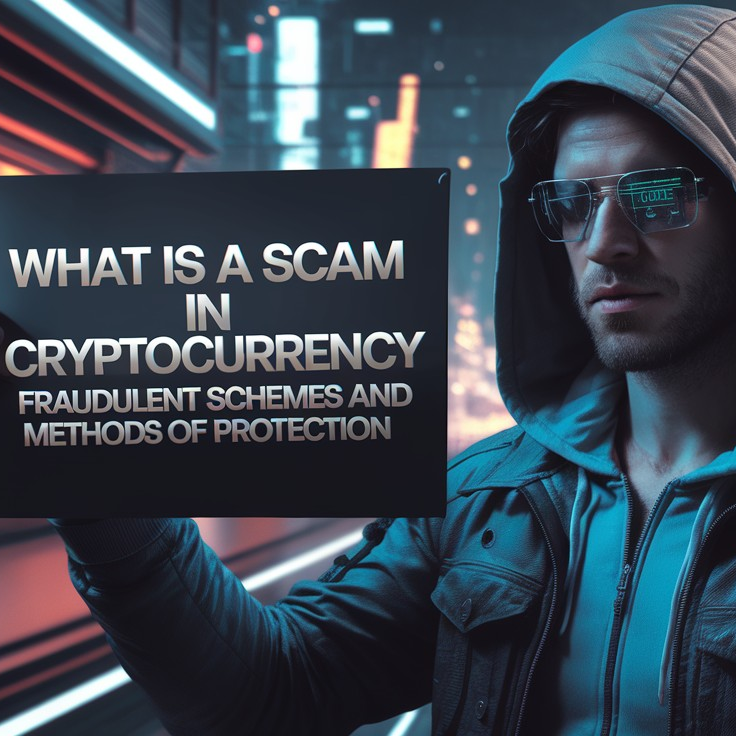 WHAT IS A SCAM
IN
CRYPTOCURRENCY
FRAUDULENT SCHEMES AND
METHODS OF PROTECTION